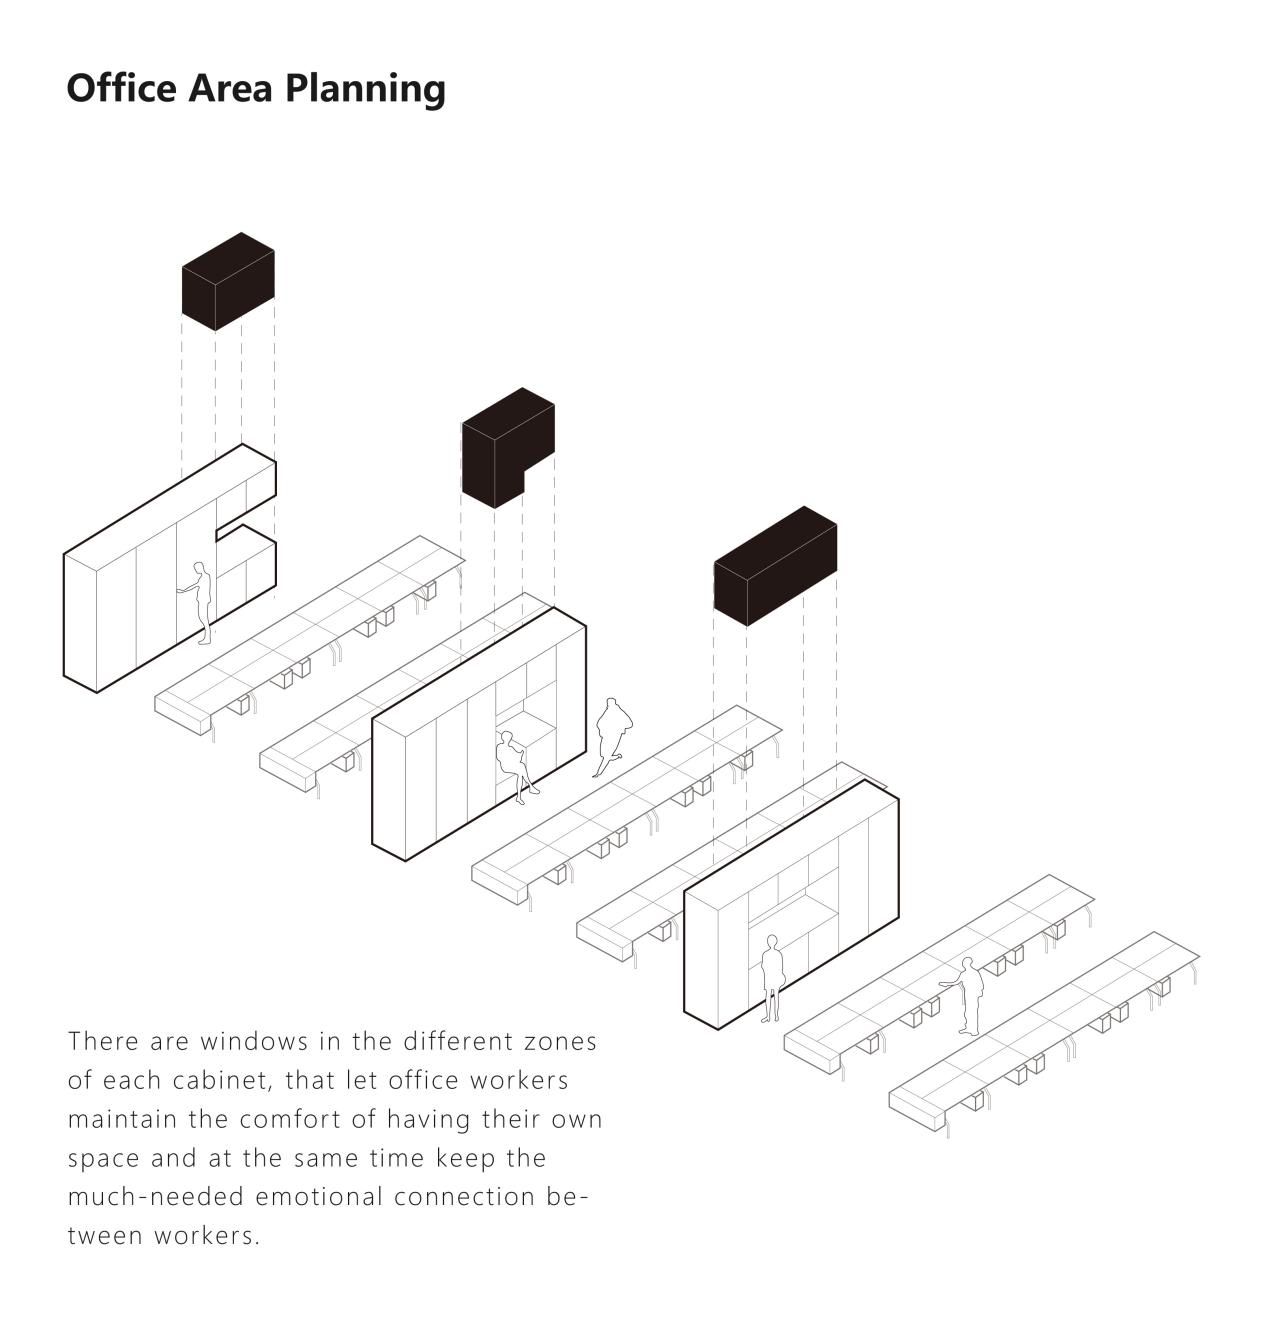 Office Area Planning
There are windows in the different zones
of each cabinet, that let office workers
maintain the comfort of having their own
space and at the same time keep the
much-needed emotional connection be-
tween workers.